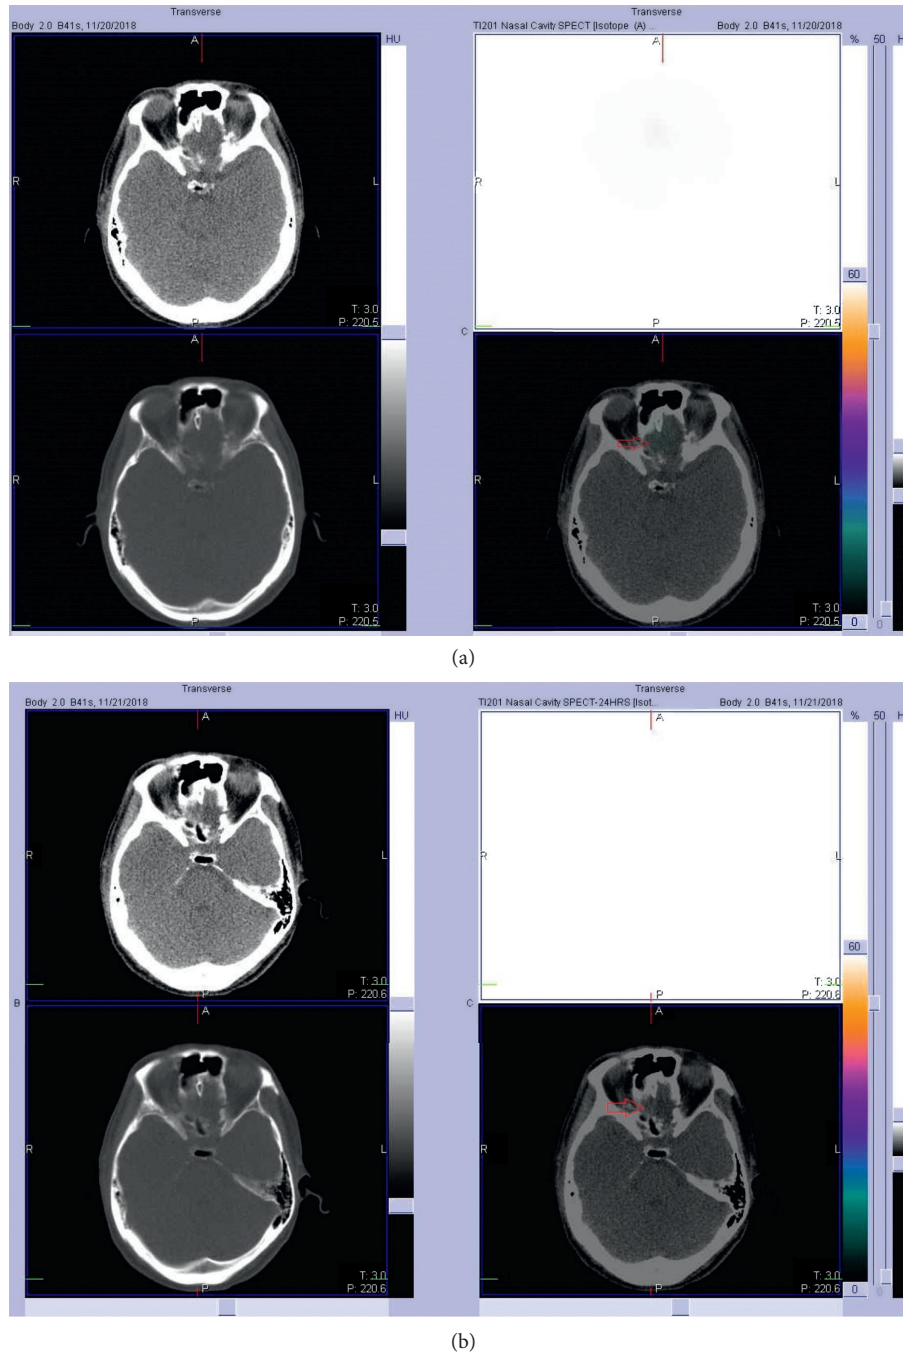 Transverse
Transverse
Body 2.0 B41s, 11/20/2018
HU
Tl201 Nasal Cavity SPECT [Isotope (A) ...
Body 2.0 B41s, 11/20/2018
%
50
H
A
A
R
L
R
L
60
T: 3.0
P: 220.5
P
T: 3.0
P: 220.5
P
C
A
A
R
L
R
L
T: 3.0
P: 220.5
P
T: 3.0
P: 220.5
P
0
0
(a)
Transverse
Transverse
Body 2.0 B41s, 11/21/2018
HU
Tl201 Nasal Cavity SPECT-24HRS [Isot...
Body 2.0 B41s, 11/21/2018
%
50
H
A
A
R
L
R
L
60
T: 3.0
P: 220.6
P
T: 3.0
P: 220.6
P
B
C
A
A
R
L
R
L
T: 3.0
P: 220.6
P
T: 3.0
P: 220.6
P
0
0
(b)